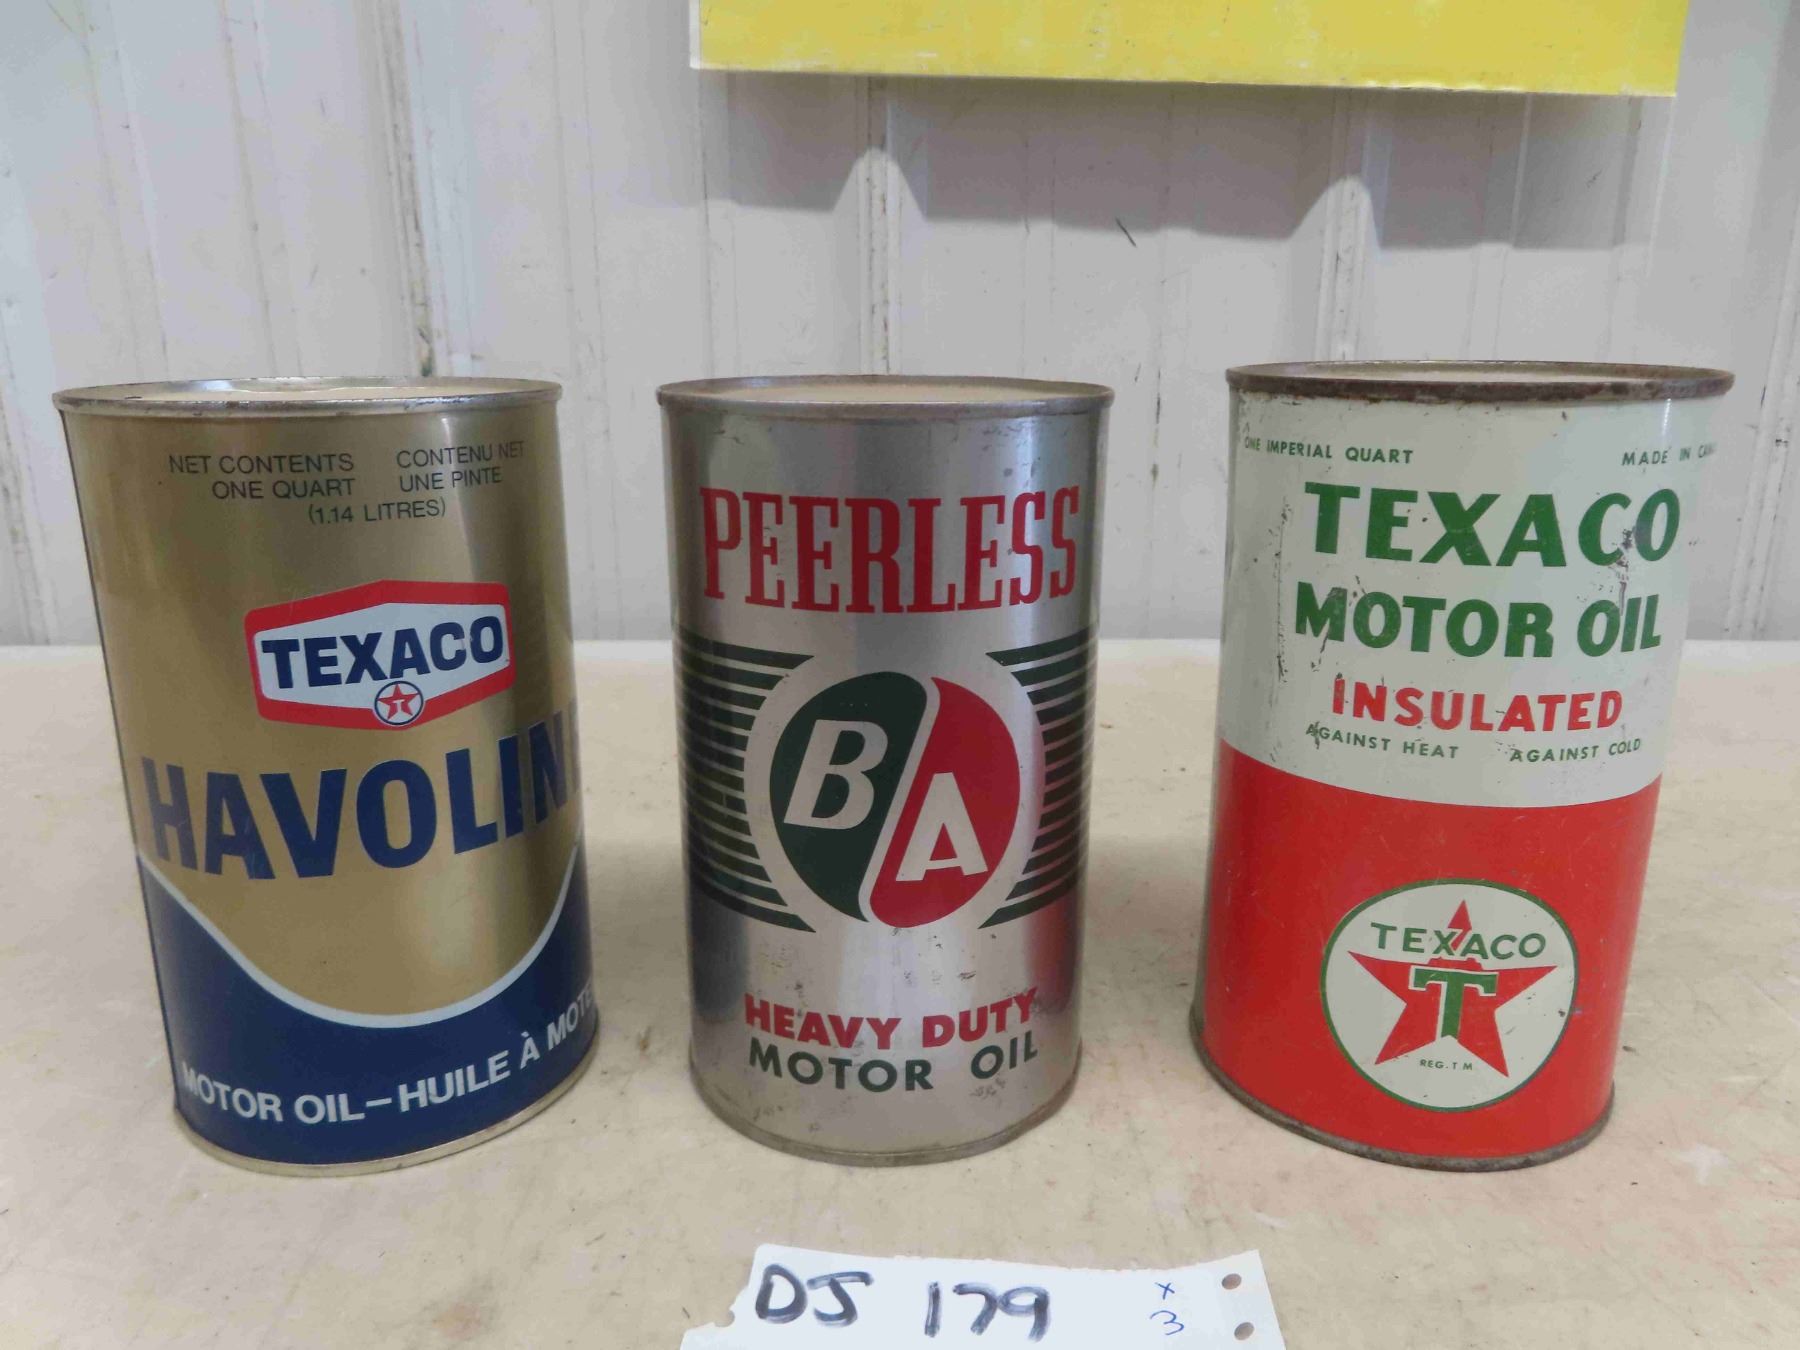 NET CONTENTS
ONE QUART
CONTENU NET
UNE PINTE
(1.14 LITRES)
TEXACO
T
HAVOLIN
MOTOR OIL–HUILE À MOTE
PEERLESS
B A
HEAVY DUTY
MOTOR OIL
ONE IMPERIAL QUART
MADE IN CAN
TEXACO
MOTOR OIL
INSULATED
AGAINST HEAT AGAINST COLD
TEXACO
T
REG. T M
DJ 179
x
3